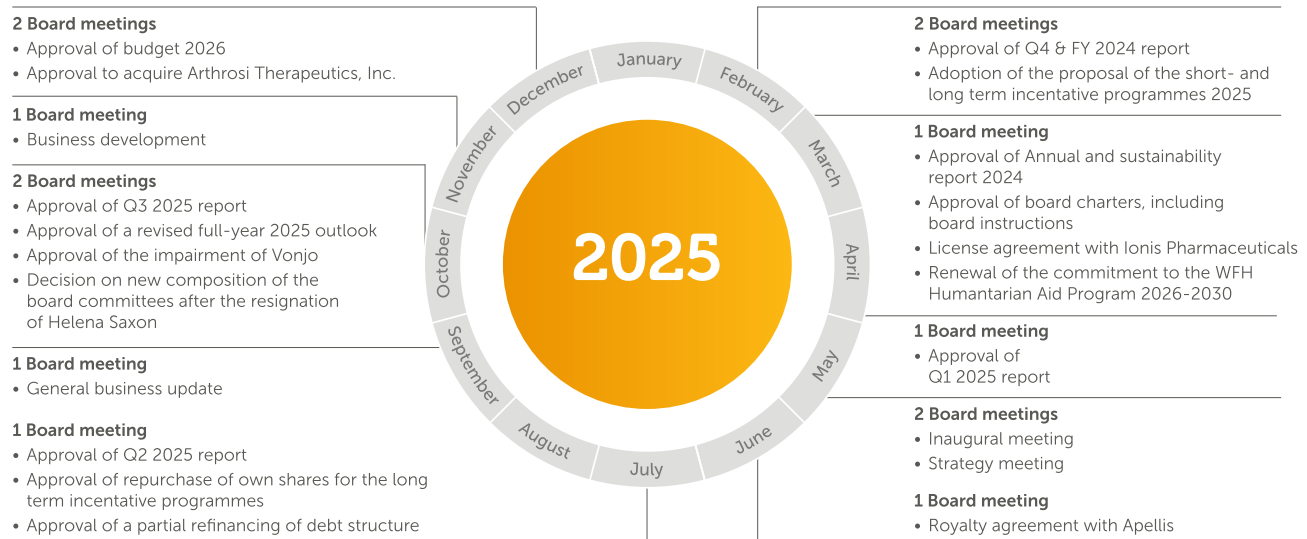 2 Board meetings
• Approval of budget 2026
• Approval to acquire Arthrosi Therapeutics, Inc.
1 Board meeting
• Business development
2 Board meetings
• Approval of Q3 2025 report
• Approval of a revised full-year 2025 outlook
• Approval of the impairment of Vonjo
• Decision on new composition of the
board committees after the resignation
of Helena Saxon
1 Board meeting
• General business update
1 Board meeting
• Approval of Q2 2025 report
• Approval of repurchase of own shares for the long
term incentive programmes
• Approval of a partial refinancing of debt structure
January
February
March
April
May
June
July
August
September
October
November
December
2025
2 Board meetings
• Approval of Q4 & FY 2024 report
• Adoption of the proposal of the short- and
long term incentative programmes 2025
1 Board meeting
• Approval of Annual and sustainability
report 2024
• Approval of board charters, including
board instructions
• License agreement with Ionis Pharmaceuticals
• Renewal of the commitment to the WFH
Humantarian Aid Program 2026-2030
1 Board meeting
• Approval of
Q1 2025 report
2 Board meetings
• Inaugural meeting
• Strategy meeting
1 Board meeting
• Royalty agreement with Apellis